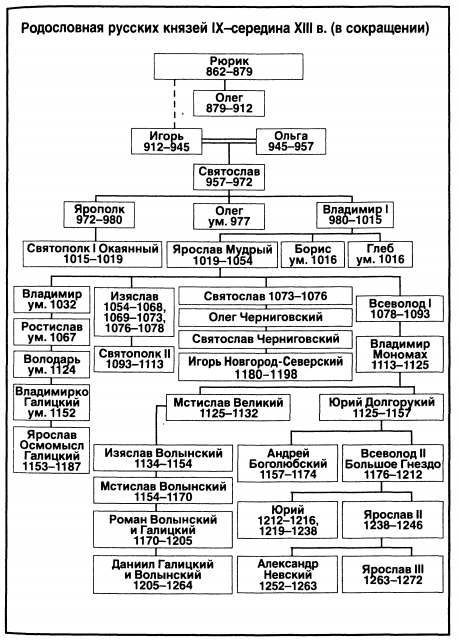 Родословная русских князей IX–середина XIII в. (в сокращении)
Рюрик
862–879
Олег
879–912
Игорь
912–945
Ольга
945–957
Святослав
957–972
Ярополк
972–980
Олег
ум. 977
Владимир I
980–1015
Святополк I Окаянный
1015–1019
Ярослав Мудрый
1019–1054
Борис
ум. 1016
Глеб
ум. 1016
Владимир
ум. 1032
Ростислав
ум. 1067
Володарь
ум. 1124
Владимирко
Галицкий
ум. 1152
Ярослав
Осмомысл
Галицкий
1153–1187
Изяслав
1054–1068,
1069–1073,
1076–1078
Святополк II
1093–1113
Святослав 1073–1076
Олег Черниговский
Святослав Черниговский
Игорь Новгород-Северский
1180–1198
Всеволод I
1078–1093
Владимир
Мономах
1113–1125
Мстислав Великий
1125–1132
Юрий Долгорукий
1125–1157
Изяслав Волынский
1134–1154
Мстислав Волынский
1154–1170
Роман Волынский
и Галицкий
1170–1205
Даниил Галицкий
и Волынский
1205–1264
Андрей
Боголюбский
1157–1174
Всеволод II
Большое Гнездо
1176–1212
Юрий
1212–1216,
1219–1238
Ярослав II
1238–1246
Александр
Невский
1252–1263
Ярослав III
1263–1272